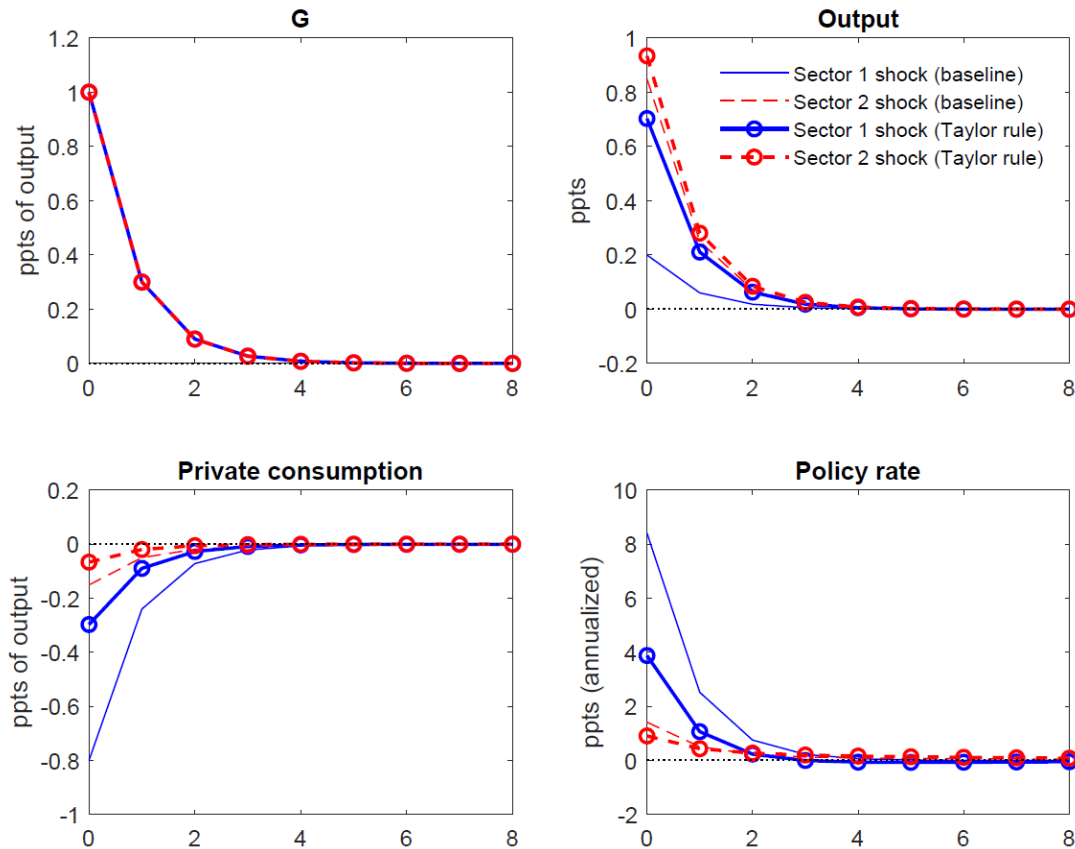 G
1.2
1
0.8
0.6
0.4
0.2
0
ppts of output
0 2 4 6 8
Output
1
0.8
0.6
0.4
0.2
0
-0.2
ppts
0 2 4 6 8
Sector 1 shock (baseline)
Sector 2 shock (baseline)
Sector 1 shock (Taylor rule)
Sector 2 shock (Taylor rule)
Private consumption
0.2
0
-0.2
-0.4
-0.6
-0.8
-1
ppts of output
0 2 4 6 8
Policy rate
10
8
6
4
2
0
-2
ppts (annualized)
0 2 4 6 8